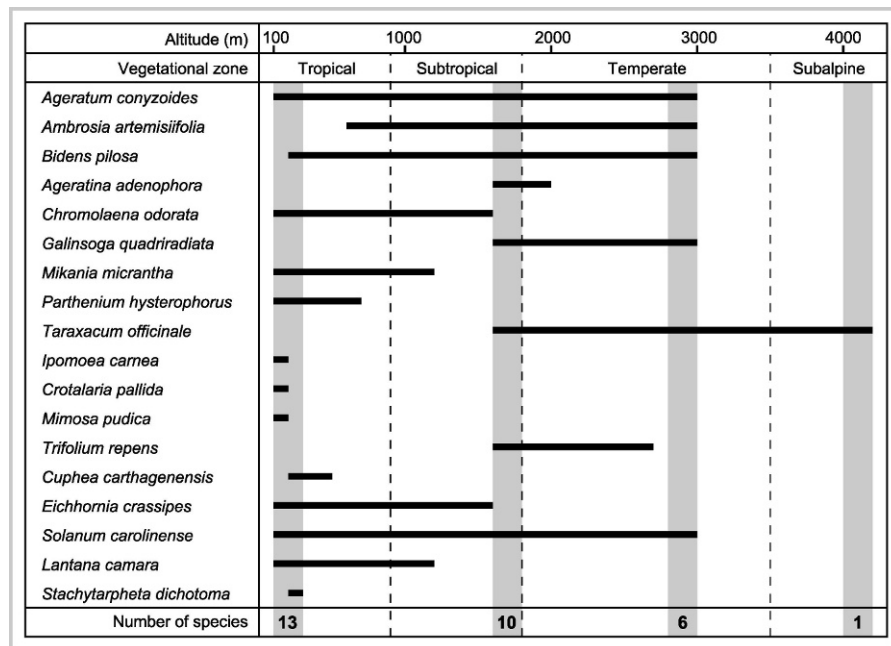 Altitude (m) 100 1000 2000 3000 4000
Vegetational zone Tropical Subtropical Temperate Subalpine
Ageratum conyzoides
Ambrosia artemisiifolia
Bidens pilosa
Ageratina adenophora
Chromolaena odorata
Galinsoga quadriradiata
Mikania micrantha
Parthenium hysterophorus
Taraxacum officinale
Ipomoea carnea
Crotalaria pallida
Mimosa pudica
Trifolium repens
Cuphea carthagenensis
Eichhornia crassipes
Solanum carolinense
Lantana camara
Stachytarpheta dichotoma
Number of species 13 10 6 1